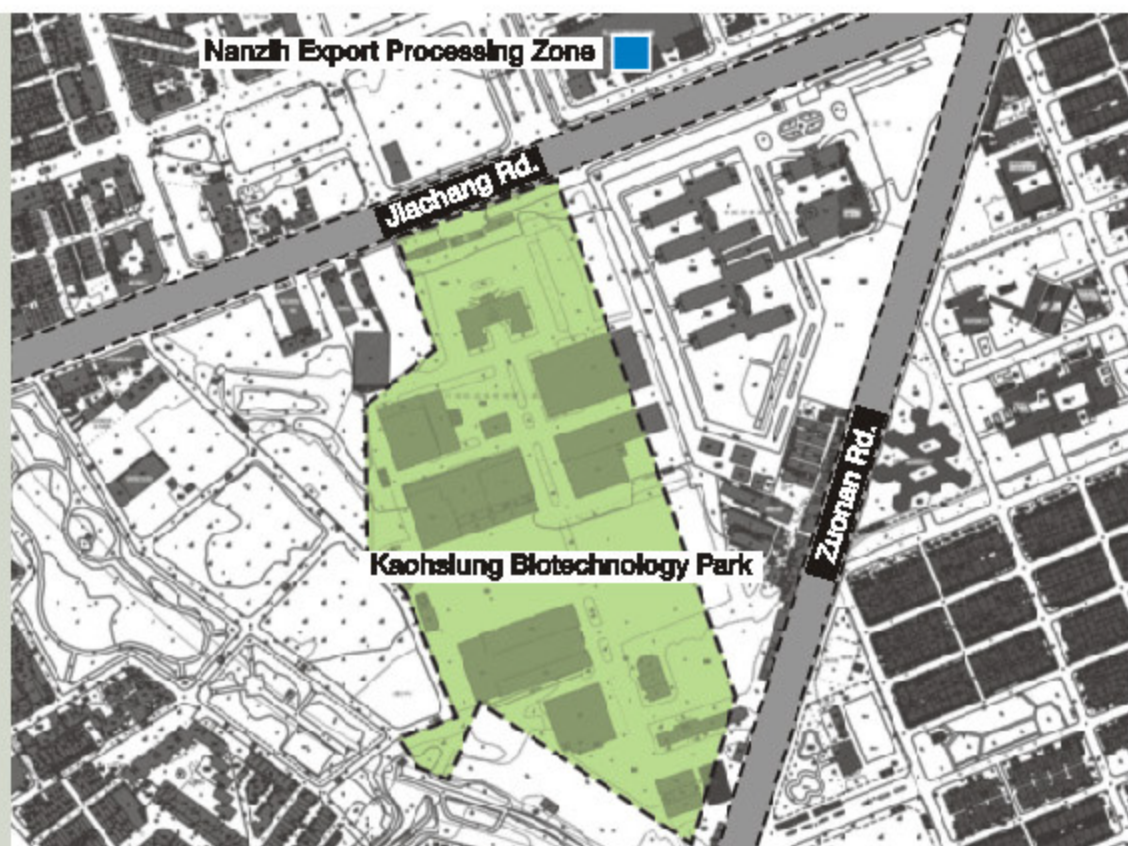 Nanzih Export Processing Zone
Jiachang Rd.
Zuonan Rd.
Kaohsiung Biotechnology Park